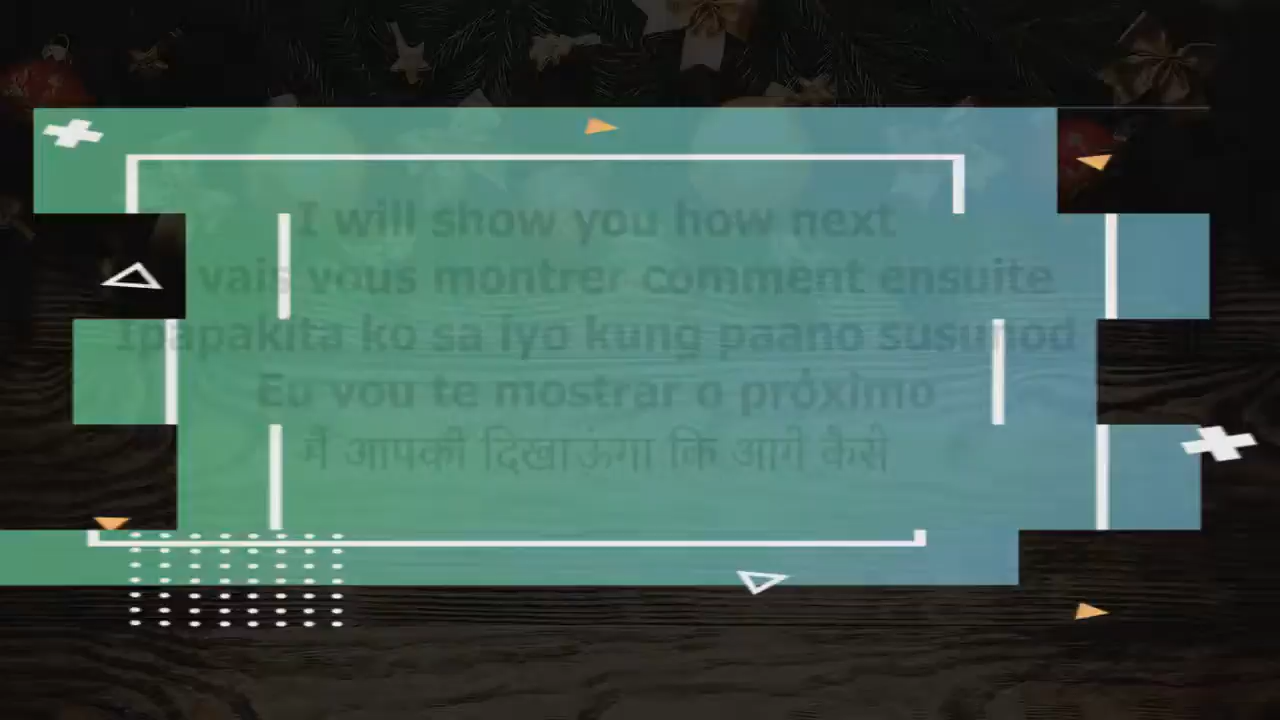 I will show you how next
vais vous montrer comment ensuite
Ipapakita ko sa iyo kung paano susunod
Eu vou te mostrar o próximo
में आपको दिखाऊंगा कि आगे कैसे